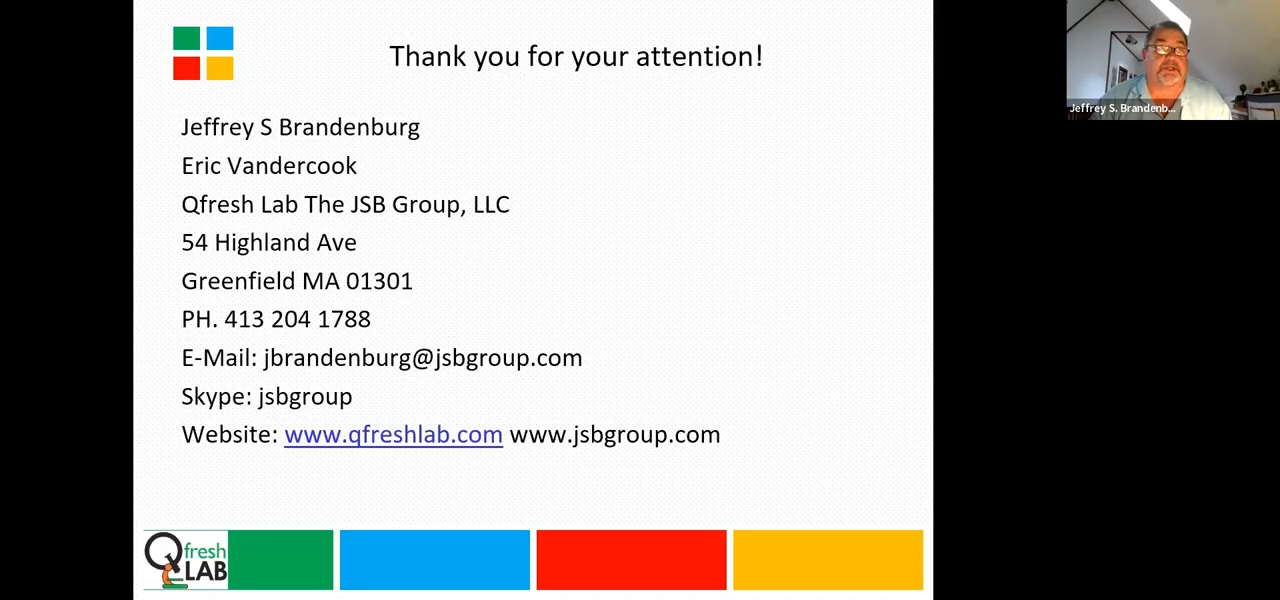 Thank you for your attention!
Jeffrey S Brandenburg
Eric Vandercook
Qfresh Lab The JSB Group, LLC
54 Highland Ave
Greenfield MA 01301
PH. 413 204 1788
E-Mail: jbrandenburg@jsbgroup.com
Skype: jsbgroup
Website: www.qfreshlab.com www.jsbgroup.com
Qfresh
LAB
Jeffrey S. Brandenb...